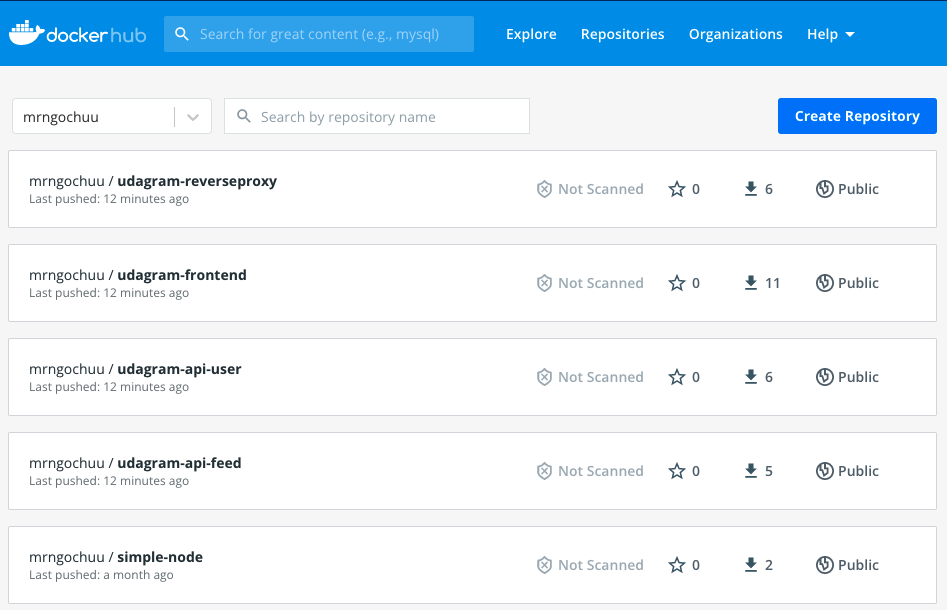 dockerhub Search for great content (e.g., mysql) Explore Repositories Organizations Help
mrngochuu Search by repository name Create Repository
mrngochuu / udagram-reverseproxy
Last pushed: 12 minutes ago
Not Scanned 0 6 Public
mrngochuu / udagram-frontend
Last pushed: 12 minutes ago
Not Scanned 0 11 Public
mrngochuu / udagram-api-user
Last pushed: 12 minutes ago
Not Scanned 0 6 Public
mrngochuu / udagram-api-feed
Last pushed: 12 minutes ago
Not Scanned 0 5 Public
mrngochuu / simple-node
Last pushed: a month ago
Not Scanned 0 2 Public